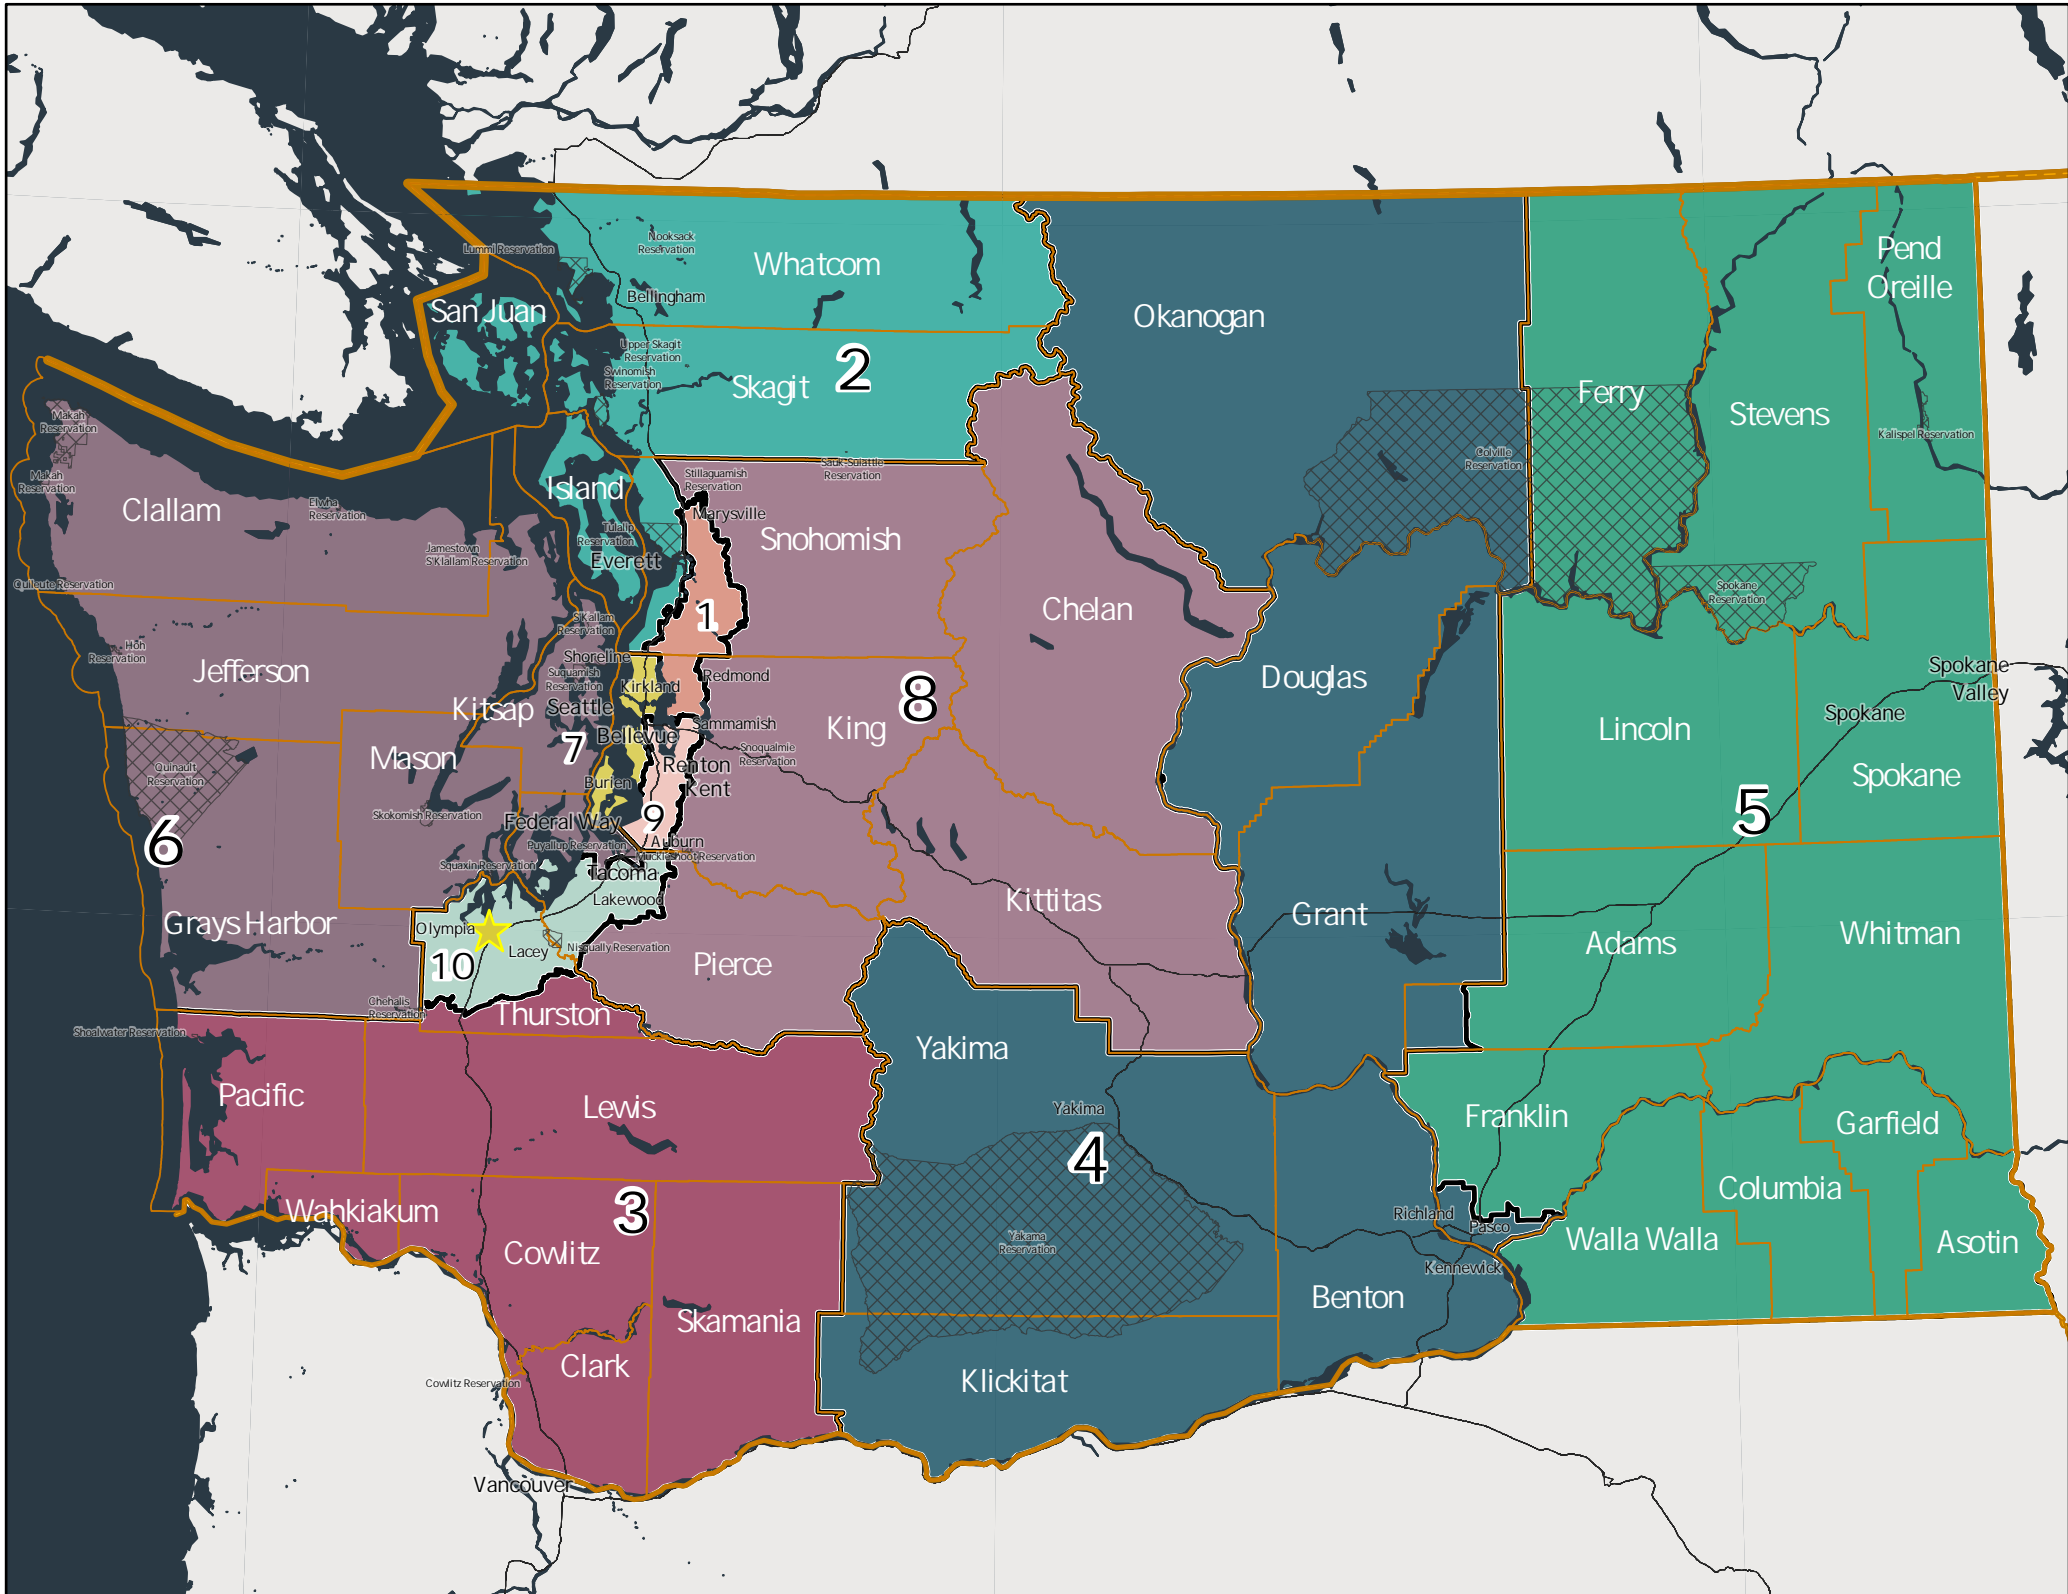 Lummi Reservation
Nooksack
Reservation
Whatcom
Bellingham
San Juan
Okanogan
Pend
Oreille
Upper Skagit
Reservation
Swinomish
Reservation
Skagit
2
Ferry
Stevens
Kalispel Reservation
Makah
Reservation
Makah
Reservation
Clallam
Elwha
Reservation
Jamestown
S'Klallam Reservation
Quileute Reservation
Island
Tulalip
Reservation
Everett
Stillaguamish
Reservation
Sauk-Suiattle
Reservation
Marysville
Snohomish
Colville
Reservation
Spokane
Reservation
1
Chelan
Hoh
Reservation
Jefferson
S'Klallam
Reservation
Shoreline
Suquamish
Reservation
Kirkland
Redmond
Kitsap
Seattle
7
Bellevue
Sammamish
8
King
Snoqualmie
Reservation
Douglas
Lincoln
Spokane
Valley
Spokane
Spokane
5
Mason
Quinault
Reservation
Skokomish Reservation
6
Burien
Renton
Kent
Federal Way
9
Auburn
Puyallup Reservation
Muckleshoot Reservation
Squaxin Reservation
Tacoma
Lakewood
Grays Harbor
Olympia
Lacey
10
Nisqually Reservation
Pierce
Kittitas
Grant
Adams
Whitman
Chehalis
Reservation
Thurston
Shoalwater Reservation
Yakima
Pacific
Lewis
Yakima
4
Franklin
Garfield
Columbia
Wahkiakum
3
Cowlitz
Yakama
Reservation
Richland
Pasco
Kennewick
Walla Walla
Asotin
Skamania
Benton
Clark
Cowlitz Reservation
Klickitat
Vancouver